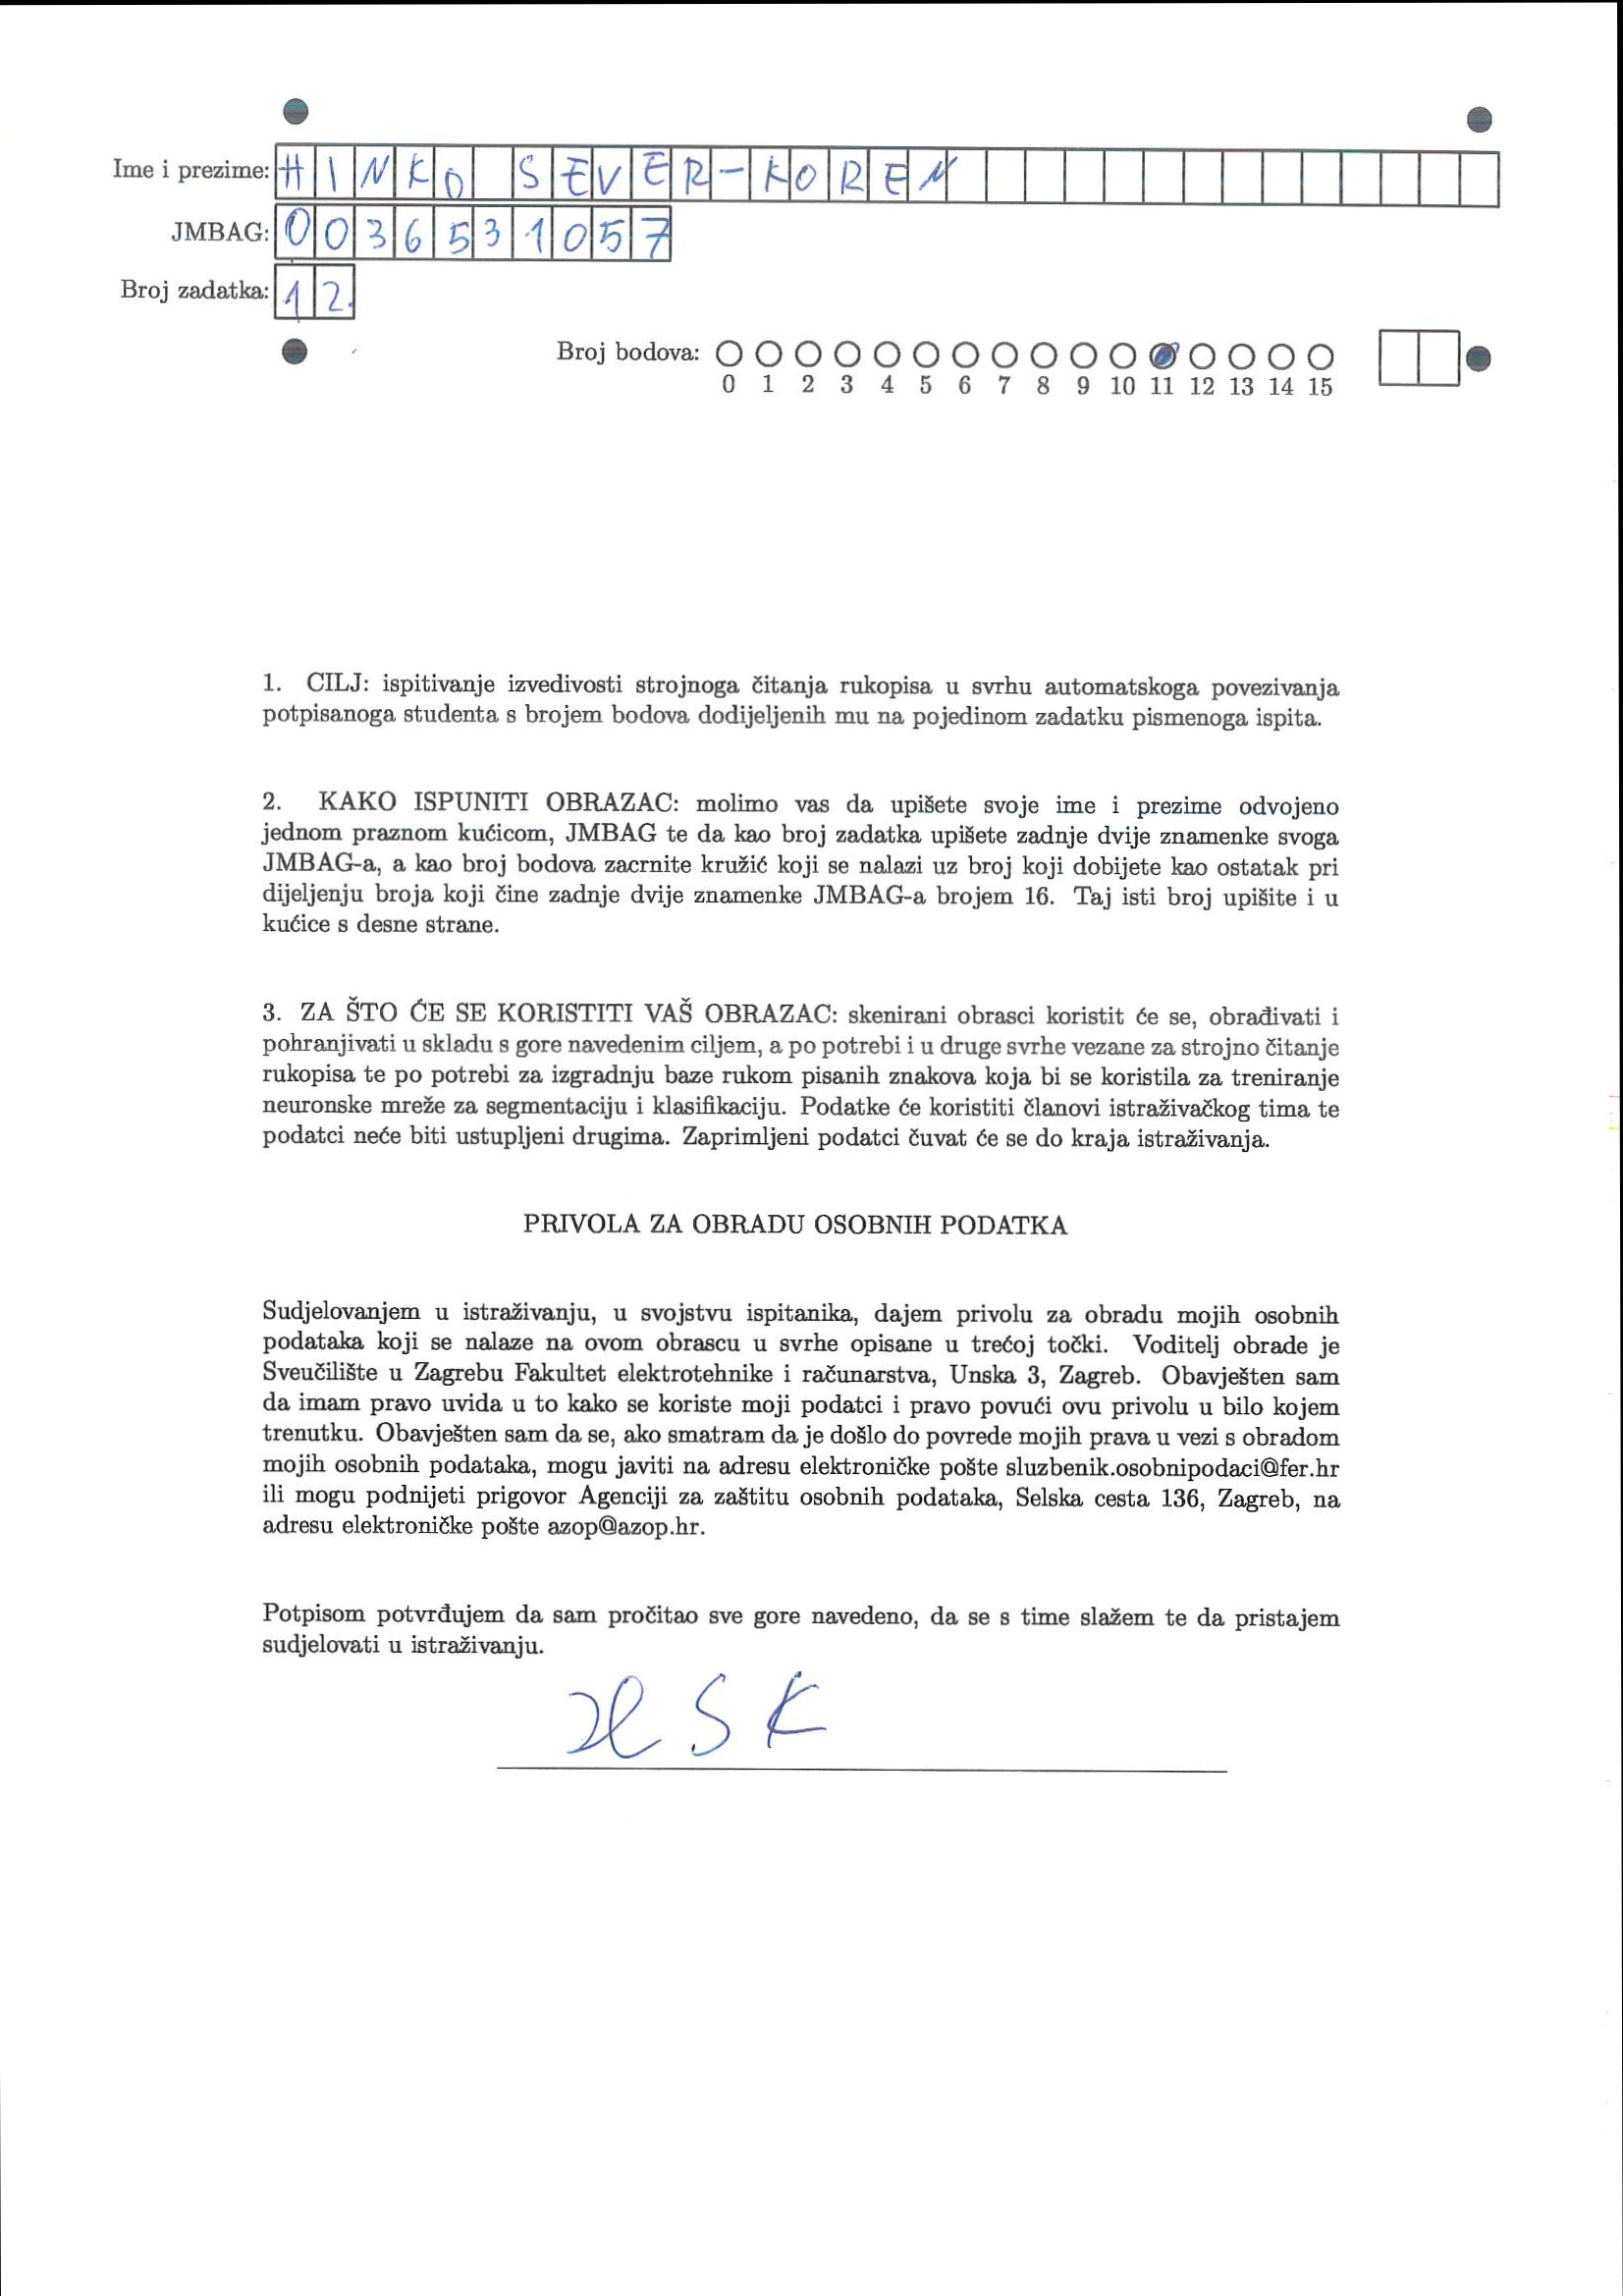 Ime i prezime: HINKO SEVER-KOREN
JMBAG: 0036531057
Broj zadatka: 12.
Broj bodova:
0 1 2 3 4 5 6 7 8 9 10 11 12 13 14 15
1. CILJ: ispitivanje izvedivosti strojnoga čitanja rukopisa u svrhu automatskoga povezivanja
potpisanoga studenta s brojem bodova dodijeljenih mu na pojedinom zadatku pismenoga ispita.
2. KAKO ISPUNITI OBRAZAC: molimo vas da upišete svoje ime i prezime odvojeno
jednom praznom kućicom, JMBAG te da kao broj zadatka upišete zadnje dvije znamenke svoga
JMBAG-a, a kao broj bodova zacrnite kružić koji se nalazi uz broj koji dobijete kao ostatak pri
dijeljenju broja koji čine zadnje dvije znamenke JMBAG-a brojem 16. Taj isti broj upišite i u
kućice s desne strane.
3. ZA ŠTO ĆE SE KORISTITI VAŠ OBRAZAC: skenirani obrasci koristit će se, obrađivati i
pohranjivati u skladu s gore navedenim ciljem, a po potrebi i u druge svrhe vezane za strojno čitanje
rukopisa te po potrebi za izgradnju baze rukom pisanih znakova koja bi se koristila za treniranje
neuronske mreže za segmentaciju i klasifikaciju. Podatke će koristiti članovi istraživačkog tima te
podatci neće biti ustupljeni drugima. Zaprimljeni podatci čuvat će se do kraja istraživanja.
PRIVOLA ZA OBRADU OSOBNIH PODATKA
Sudjelovanjem u istraživanju, u svojstvu ispitanika, dajem privolu za obradu mojih osobnih
podataka koji se nalaze na ovom obrascu u svrhe opisane u trećoj točki. Voditelj obrade je
Sveučilište u Zagrebu Fakultet elektrotehnike i računarstva, Unska 3, Zagreb. Obavješten sam
da imam pravo uvida u to kako se koriste moji podatci i pravo povući ovu privolu u bilo kojem
trenutku. Obavješten sam da se, ako smatram da je došlo do povrede mojih prava u vezi s obradom
mojih osobnih podataka, mogu javiti na adresu elektroničke pošte sluzbenik.osobnipodaci@fer.hr
ili mogu podnijeti prigovor Agenciji za zaštitu osobnih podataka, Selska cesta 136, Zagreb, na
adresu elektroničke pošte azop@azop.hr.
Potpisom potvrđujem da sam pročitao sve gore navedeno, da se s time slažem te da pristajem
sudjelovati u istraživanju.
H S K